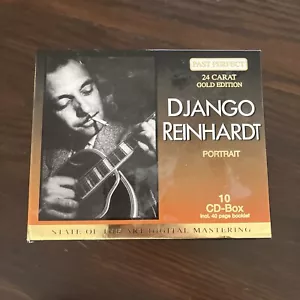 PAST PERFECT
24 CARAT
GOLD EDITION
DJANGO
REINHARDT
PORTRAIT
10
CD-Box
incl. 40 page booklet
STATE OF THE ART DIGITAL MASTERING